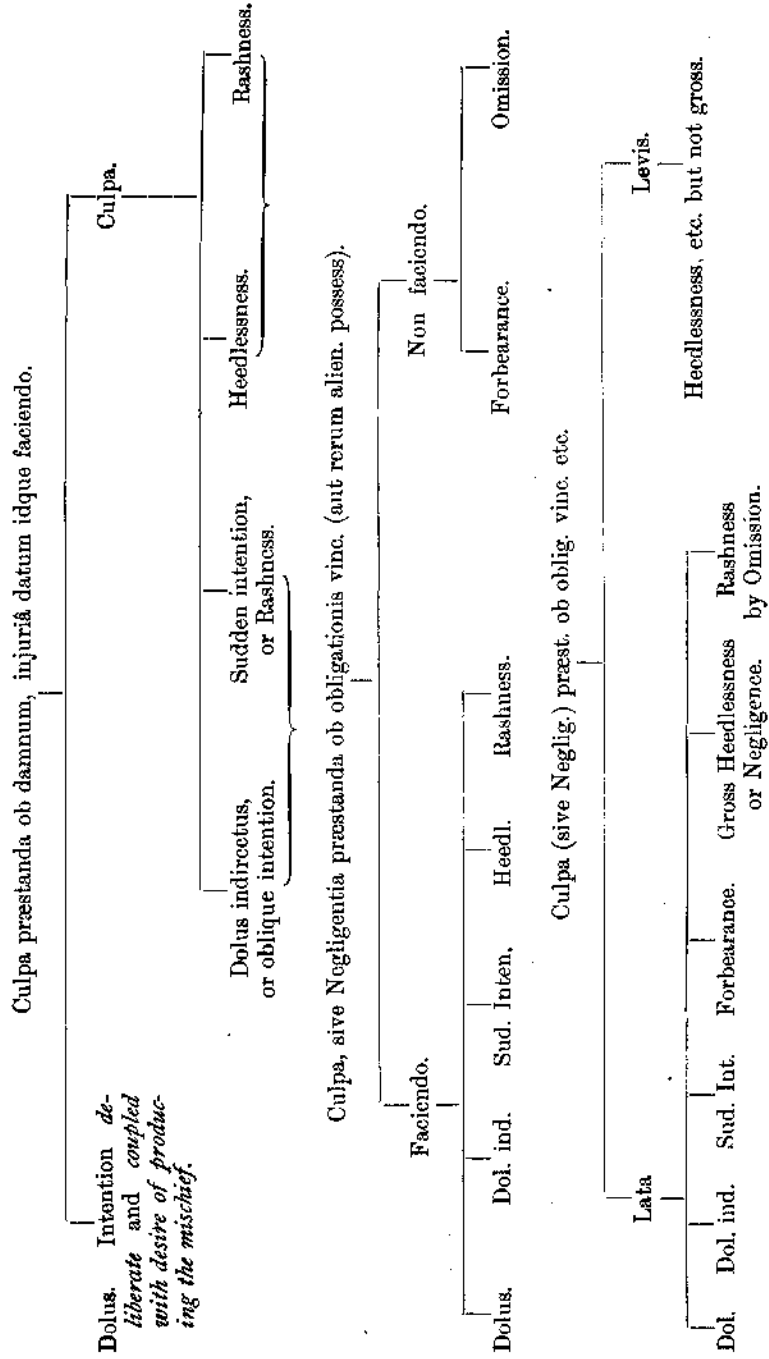 Culpa præstanda ob damnum, injuriâ datum idque faciendo.
Dolus. Intention de-
liberate and coupled
with desire of produc-
ing the mischief.
Culpa.
Dolus indirectus,
or oblique intention.
Sudden intention,
or Rashness.
Heedlessness.
Rashness.
Culpa, sive Negligentia præstanda ob obligationis vinc. (aut rerum alien. possess).
Faciendo.
Non faciendo.
Dolus.
Dol. ind.
Sud. Inten.
Heedl.
Rashness.
Forbearance.
Omission.
Culpa (sive Neglig.) præst. ob oblig. vinc. etc.
Lata
Levis.
Dol.
Dol. ind.
Sud. Int.
Forbearance.
Gross Heedlessness
or Negligence.
Rashness
by Omission.
Heedlessness, etc. but not gross.